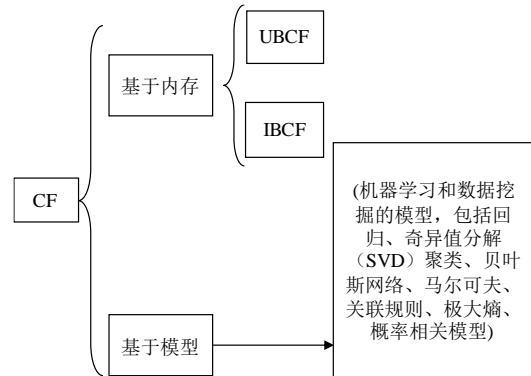 UBCF
基于内存
IBCF
CF
(机器学习和数据挖
掘的模型，包括回
归、奇异值分解
（SVD）聚类、贝叶
斯网络、马尔可夫、
关联规则、极大熵、
概率相关模型)
基于模型